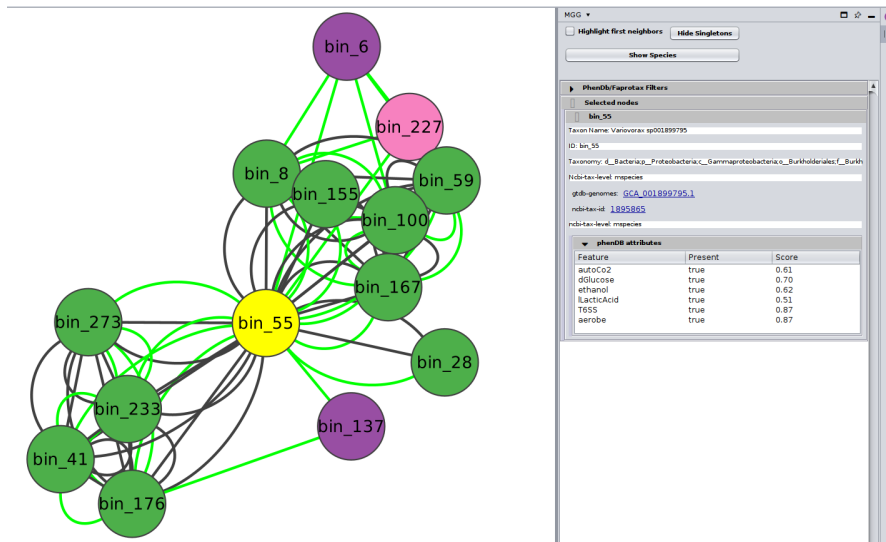 bin_6
bin_227
bin_8
bin_155
bin_59
bin_100
bin_167
bin_273
bin_55
bin_28
bin_233
bin_137
bin_41
bin_176
MGG
Highlight first neighbors
Hide Singletons
Show Species
PhenDb/Faprotax Filters
Selected nodes
bin_55
Taxon Name: Variovorax sp001899795
ID: bin_55
Taxonomy: d__Bacteria;p__Proteobacteria;c__Gammaproteobacteria;o__Burkholderiales;f__Burkh
Ncbi-tax-level: mspecies
gtdb-genomes: GCA_001899795.1
ncbi-tax-id: 1895865
ncbi-tax-level: mspecies
phenDB attributes
Feature Present Score
autoCo2 true 0.61
dGlucose true 0.70
ethanol true 0.62
lLacticAcid true 0.51
T6SS true 0.87
aerobe true 0.87